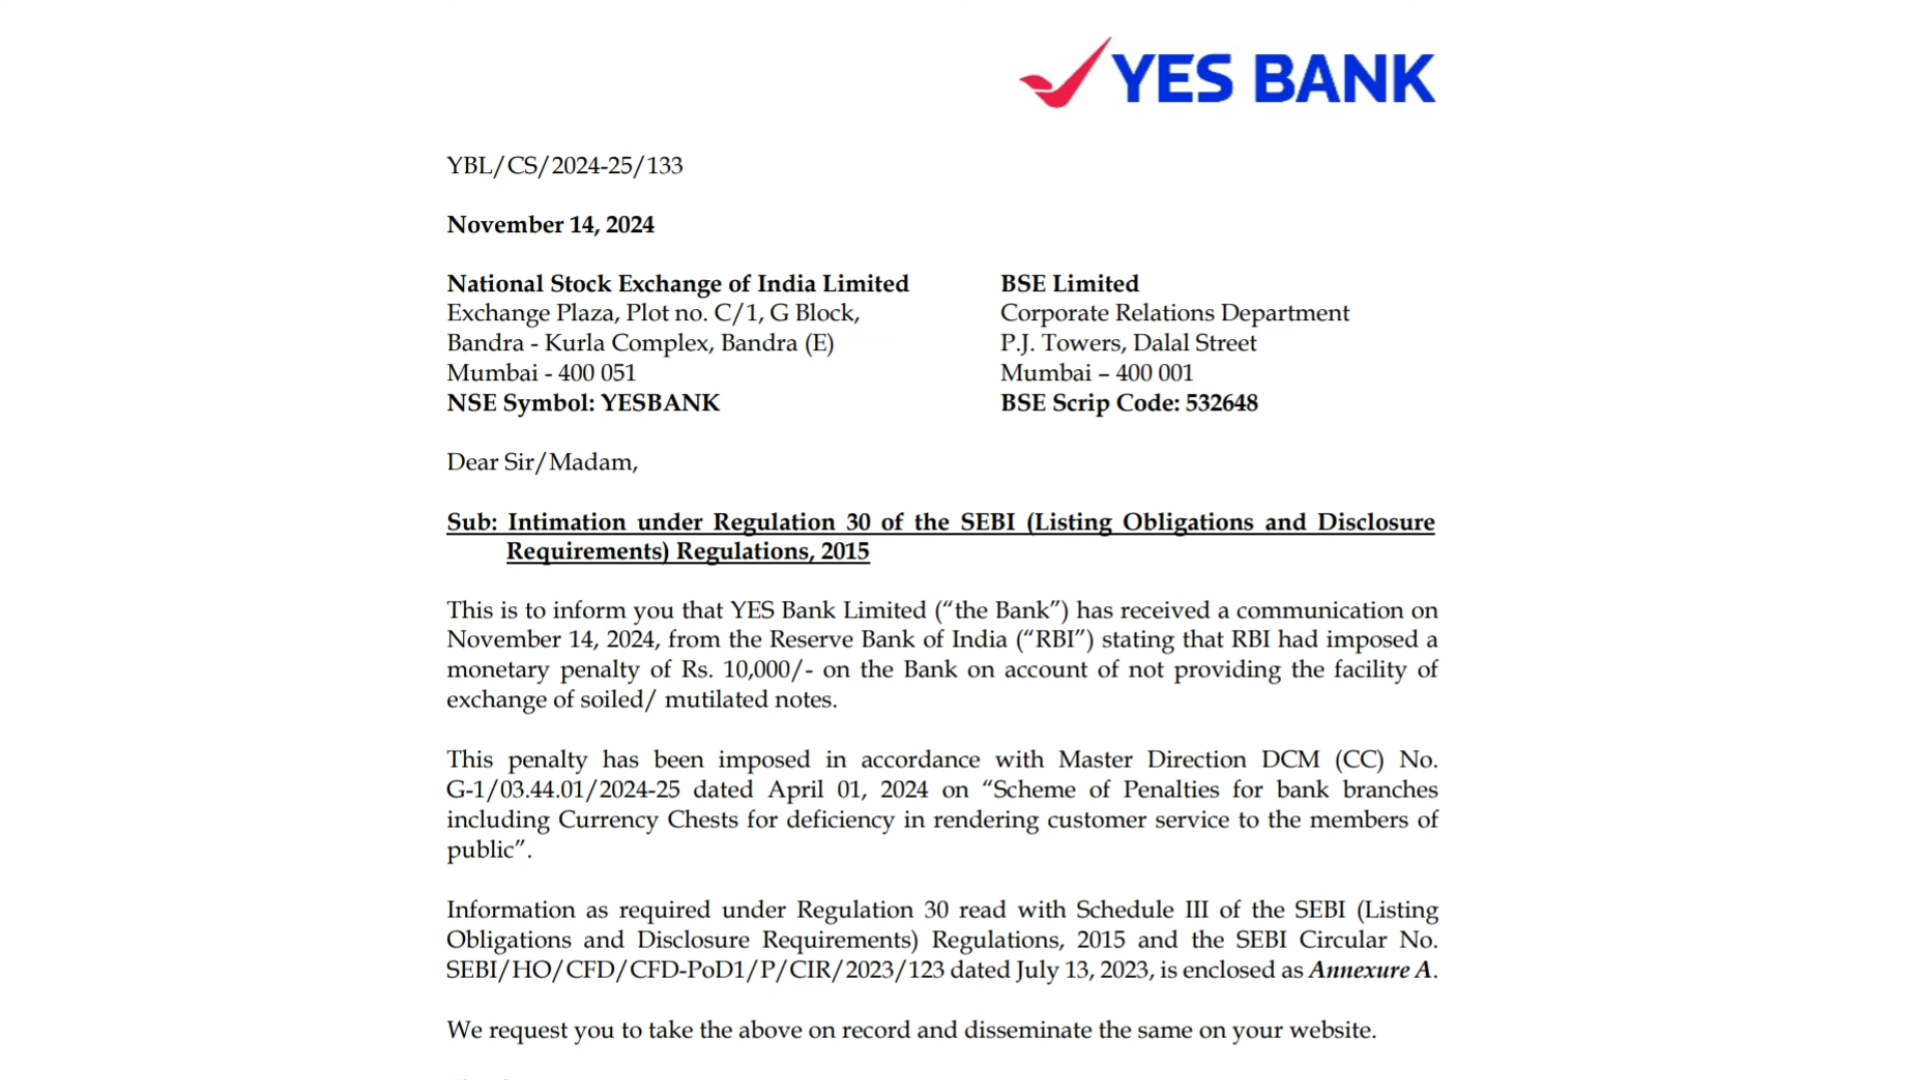 YES BANK
YBL/CS/2024-25/133
November 14, 2024
National Stock Exchange of India Limited
Exchange Plaza, Plot no. C/1, G Block,
Bandra - Kurla Complex, Bandra (E)
Mumbai - 400 051
NSE Symbol: YESBANK
BSE Limited
Corporate Relations Department
P.J. Towers, Dalal Street
Mumbai – 400 001
BSE Scrip Code: 532648
Dear Sir/Madam,
Sub: Intimation under Regulation 30 of the SEBI (Listing Obligations and Disclosure
Requirements) Regulations, 2015
This is to inform you that YES Bank Limited (“the Bank”) has received a communication on
November 14, 2024, from the Reserve Bank of India (“RBI”) stating that RBI had imposed a
monetary penalty of Rs. 10,000/- on the Bank on account of not providing the facility of
exchange of soiled/ mutilated notes.
This penalty has been imposed in accordance with Master Direction DCM (CC) No.
G-1/03.44.01/2024-25 dated April 01, 2024 on “Scheme of Penalties for bank branches
including Currency Chests for deficiency in rendering customer service to the members of
public”.
Information as required under Regulation 30 read with Schedule III of the SEBI (Listing
Obligations and Disclosure Requirements) Regulations, 2015 and the SEBI Circular No.
SEBI/HO/CFD/CFD-PoD1/P/CIR/2023/123 dated July 13, 2023, is enclosed as Annexure A.
We request you to take the above on record and disseminate the same on your website.